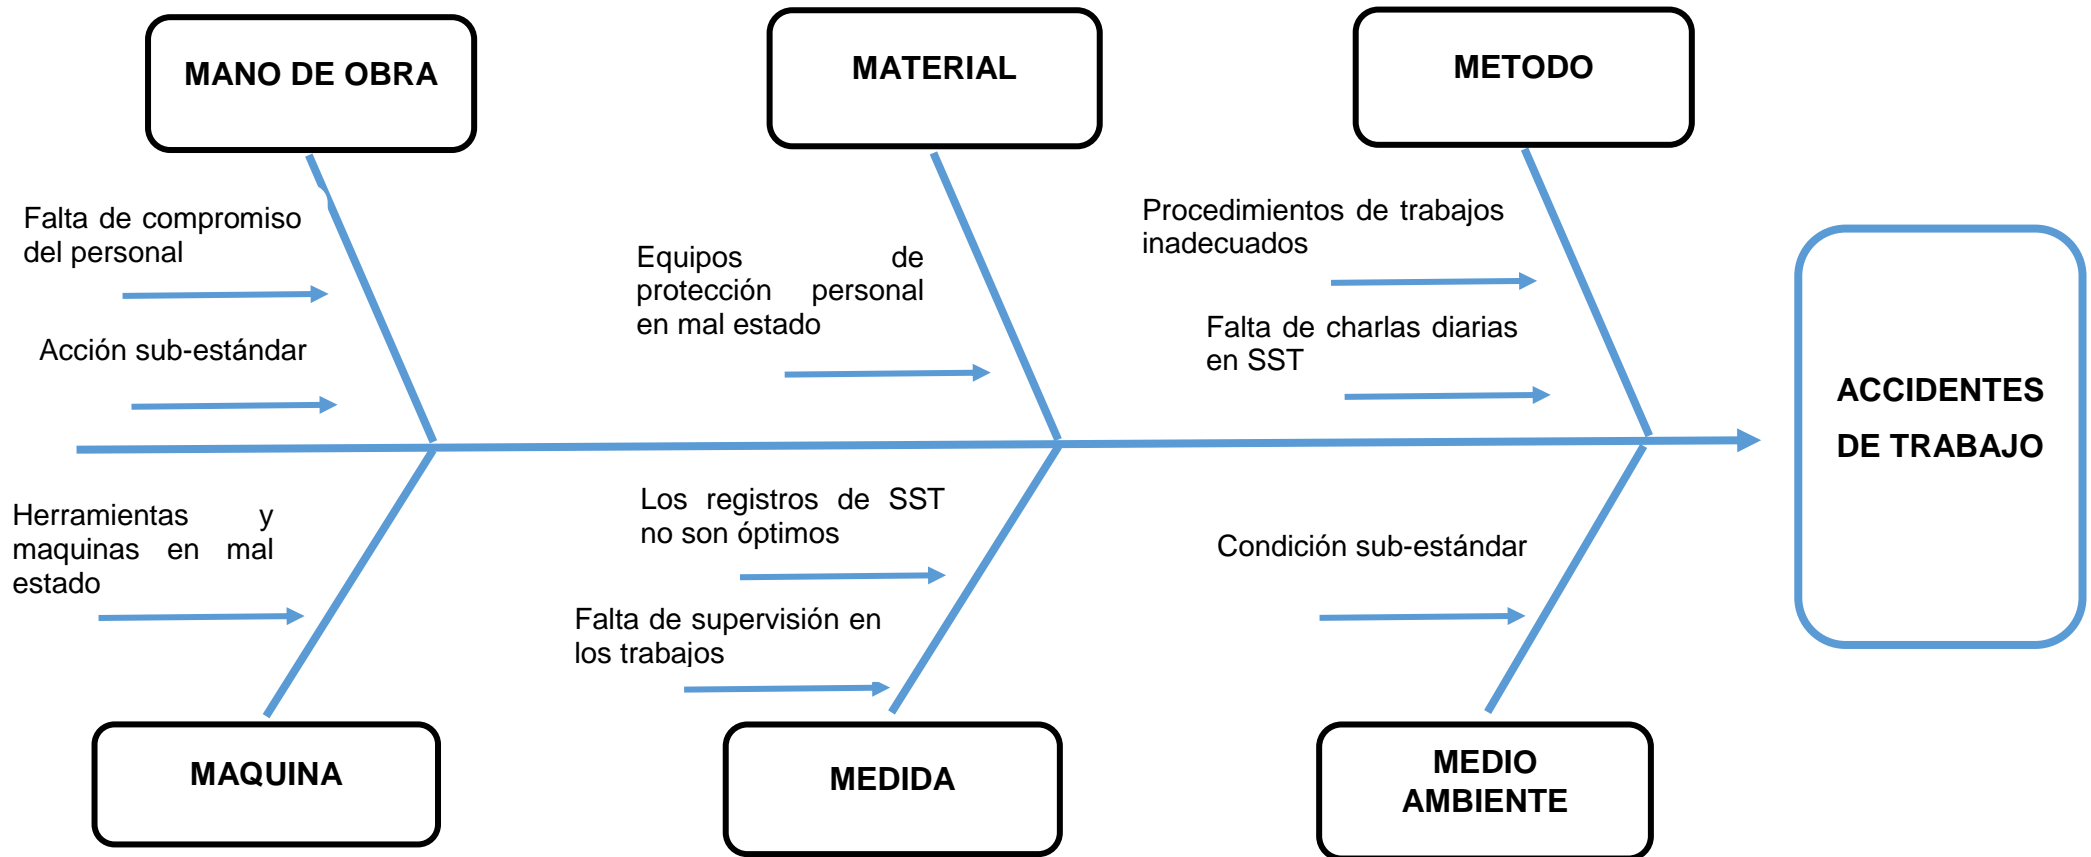 MANO DE OBRA
MATERIAL
METODO
Falta de compromiso
del personal
Acción sub-estándar
Equipos de
protección personal
en mal estado
Procedimientos de trabajos
inadecuados
Falta de charlas diarias
en SST
ACCIDENTES
DE TRABAJO
Herramientas y
maquinas en mal
estado
Los registros de SST
no son óptimos
Falta de supervisión en
los trabajos
Condición sub-estándar
MAQUINA
MEDIDA
MEDIO
AMBIENTE